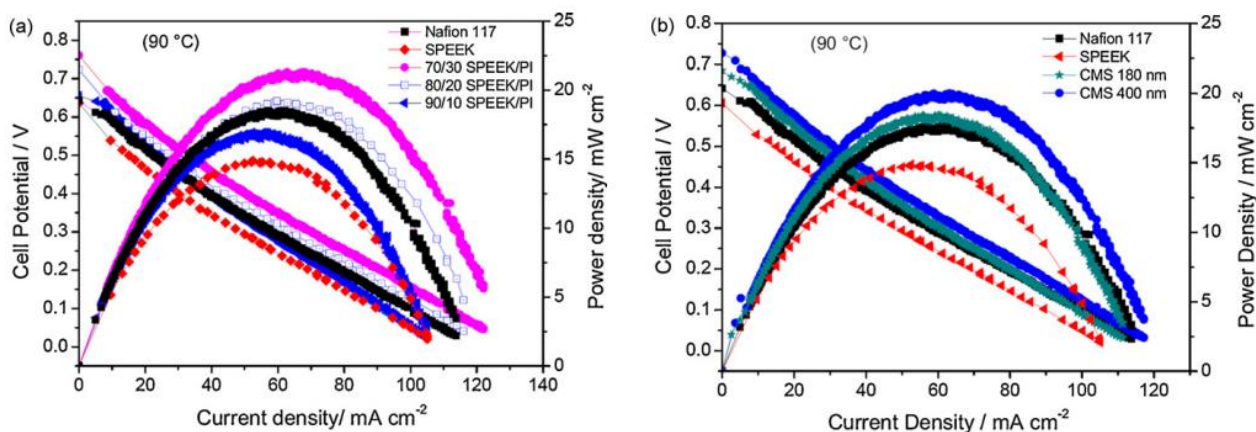 (a)
(90 °C)
Nafion 117
SPEEK
70/30 SPEEK/PI
80/20 SPEEK/PI
90/10 SPEEK/PI
Cell Potential / V
0.8
0.7
0.6
0.5
0.4
0.3
0.2
0.1
0.0
Power density/ mW cm⁻²
25
20
15
10
5
0
0 20 40 60 80 100 120 140
Current density/ mA cm⁻²
(b)
(90 °C)
Nafion 117
SPEEK
CMS 180 nm
CMS 400 nm
Cell Potential / V
0.8
0.7
0.6
0.5
0.4
0.3
0.2
0.1
0.0
Power Density / mW cm⁻²
25
20
15
10
5
0
0 20 40 60 80 100 120
Current Density / mA cm⁻²